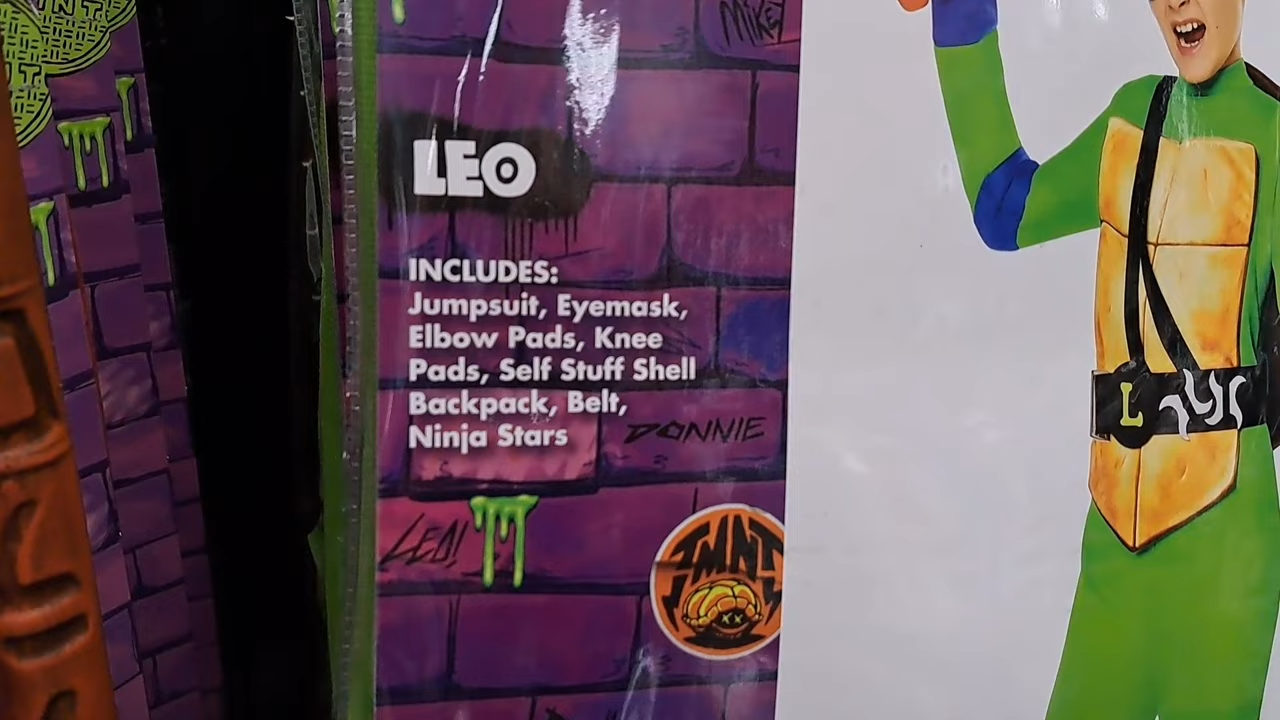 MIKEY
LEO
INCLUDES:
Jumpsuit, Eyemask,
Elbow Pads, Knee
Pads, Self Stuff Shell
Backpack, Belt,
Ninja Stars
DONNIE
LEO!
TMNT
L